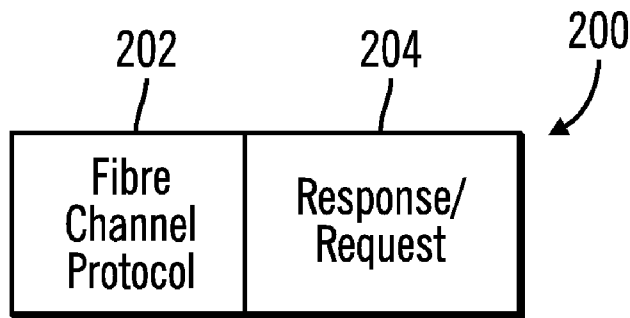 202
204
200
Fibre
Channel
Protocol
Response/
Request